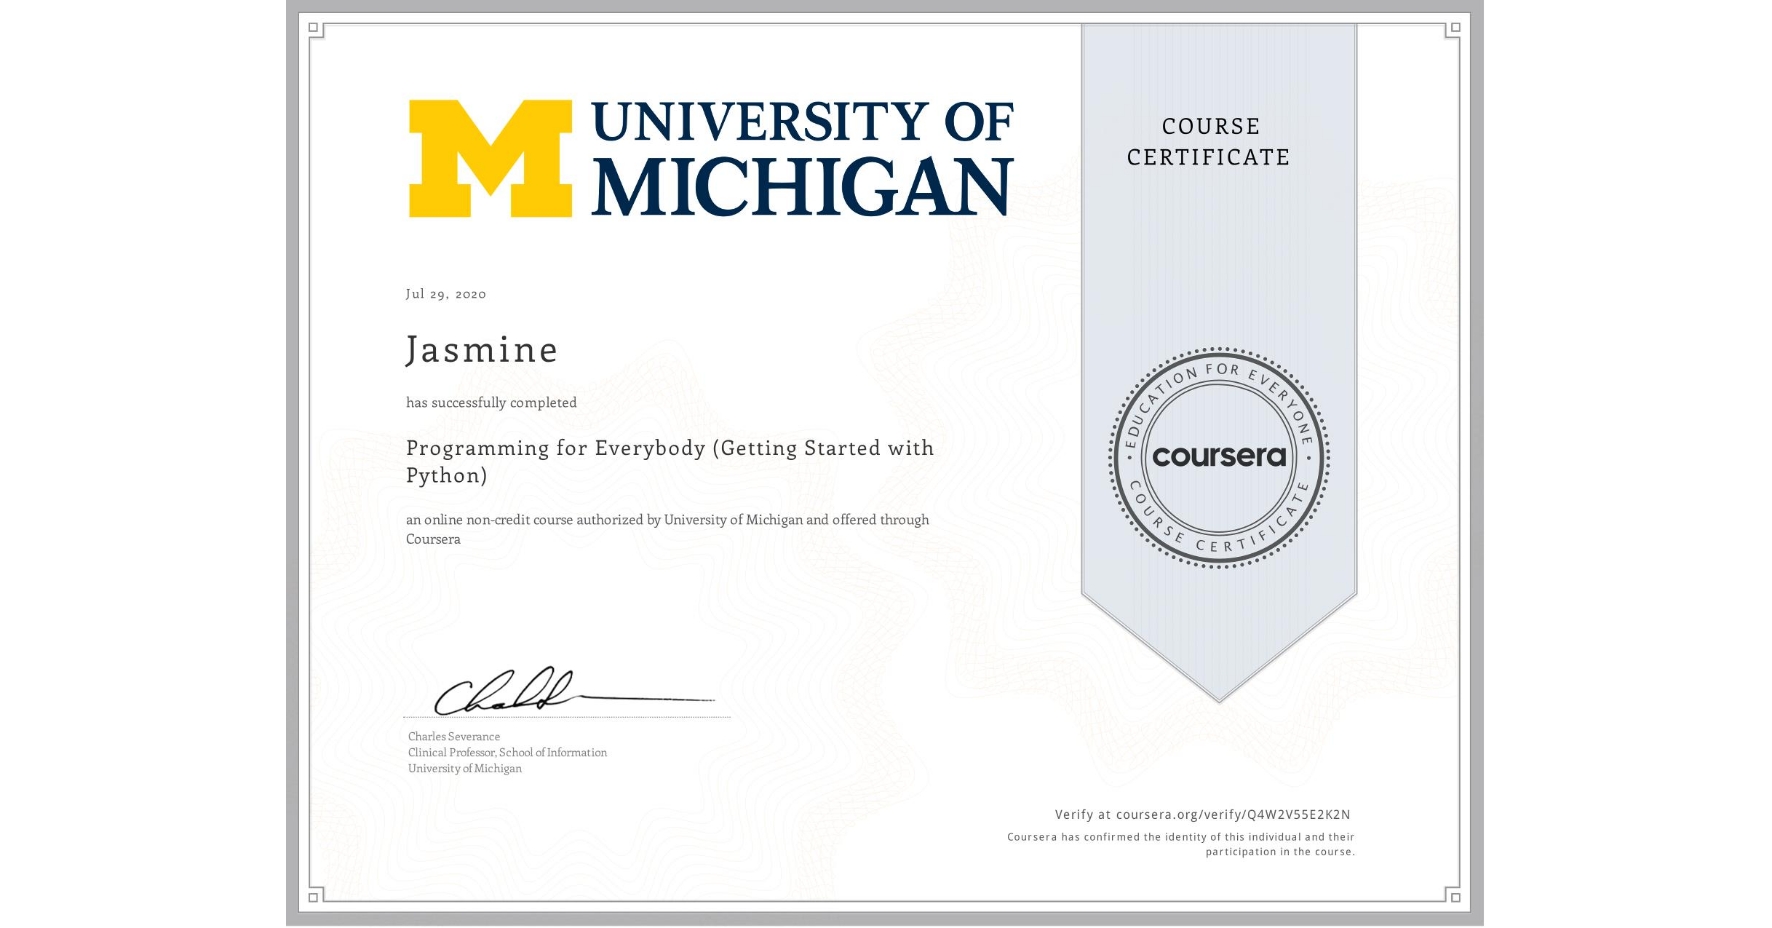 UNIVERSITY OF
MICHIGAN
COURSE
CERTIFICATE
Jul 29, 2020
Jasmine
has successfully completed
Programming for Everybody (Getting Started with
Python)
an online non-credit course authorized by University of Michigan and offered through
Coursera
EDUCATION FOR EVERYONE
coursera
COURSE CERTIFICATE
Charles Severance
Clinical Professor, School of Information
University of Michigan
Verify at coursera.org/verify/Q4W2V55E2K2N
Coursera has confirmed the identity of this individual and their
participation in the course.